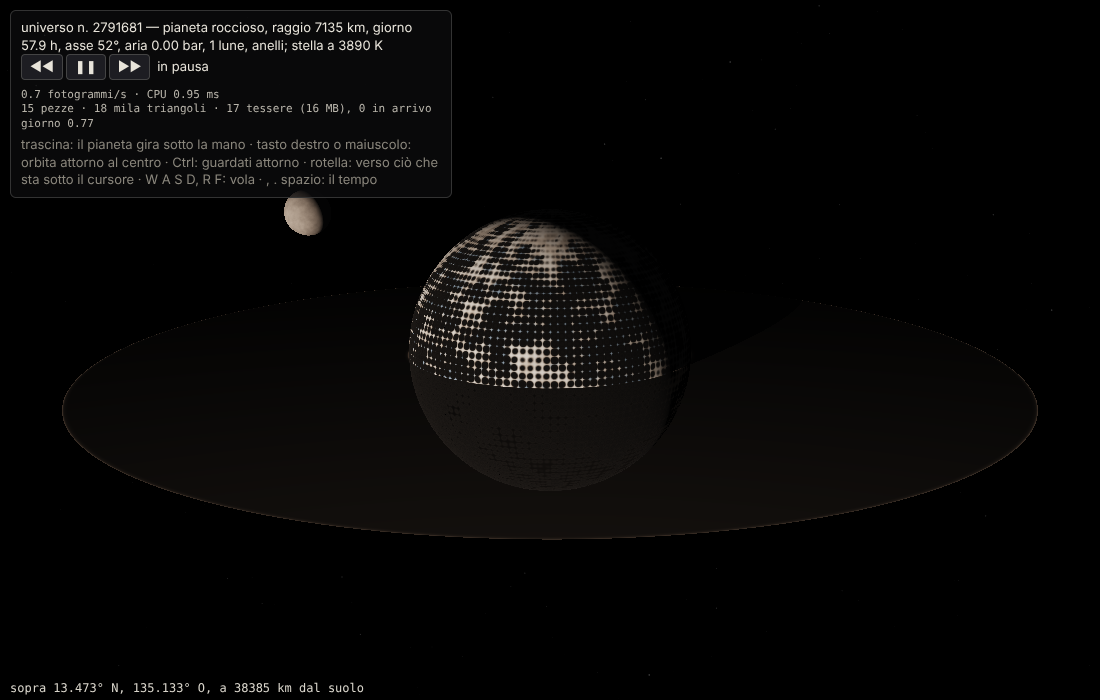 universo n. 2791681 — pianeta roccioso, raggio 7135 km, giorno
57.9 h, asse 52°, aria 0.00 bar, 1 lune, anelli; stella a 3890 K
in pausa
0.7 fotogrammi/s · CPU 0.95 ms
15 pezze · 18 mila triangoli · 17 tessere (16 MB), 0 in arrivo
giorno 0.77
trascina: il pianeta gira sotto la mano · tasto destro o maiuscolo:
orbita attorno al centro · Ctrl: guardati attorno · rotella: verso ciò che
sta sotto il cursore · W A S D, R F: vola · , . spazio: il tempo
sopra 13.473° N, 135.133° O, a 38385 km dal suolo